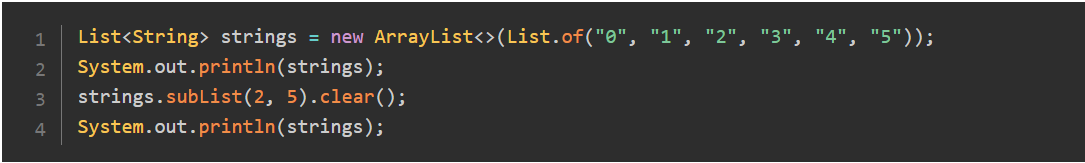 1 List<String> strings = new ArrayList<>(List.of("0", "1", "2", "3", "4", "5"));
2 System.out.println(strings);
3 strings.subList(2, 5).clear();
4 System.out.println(strings);